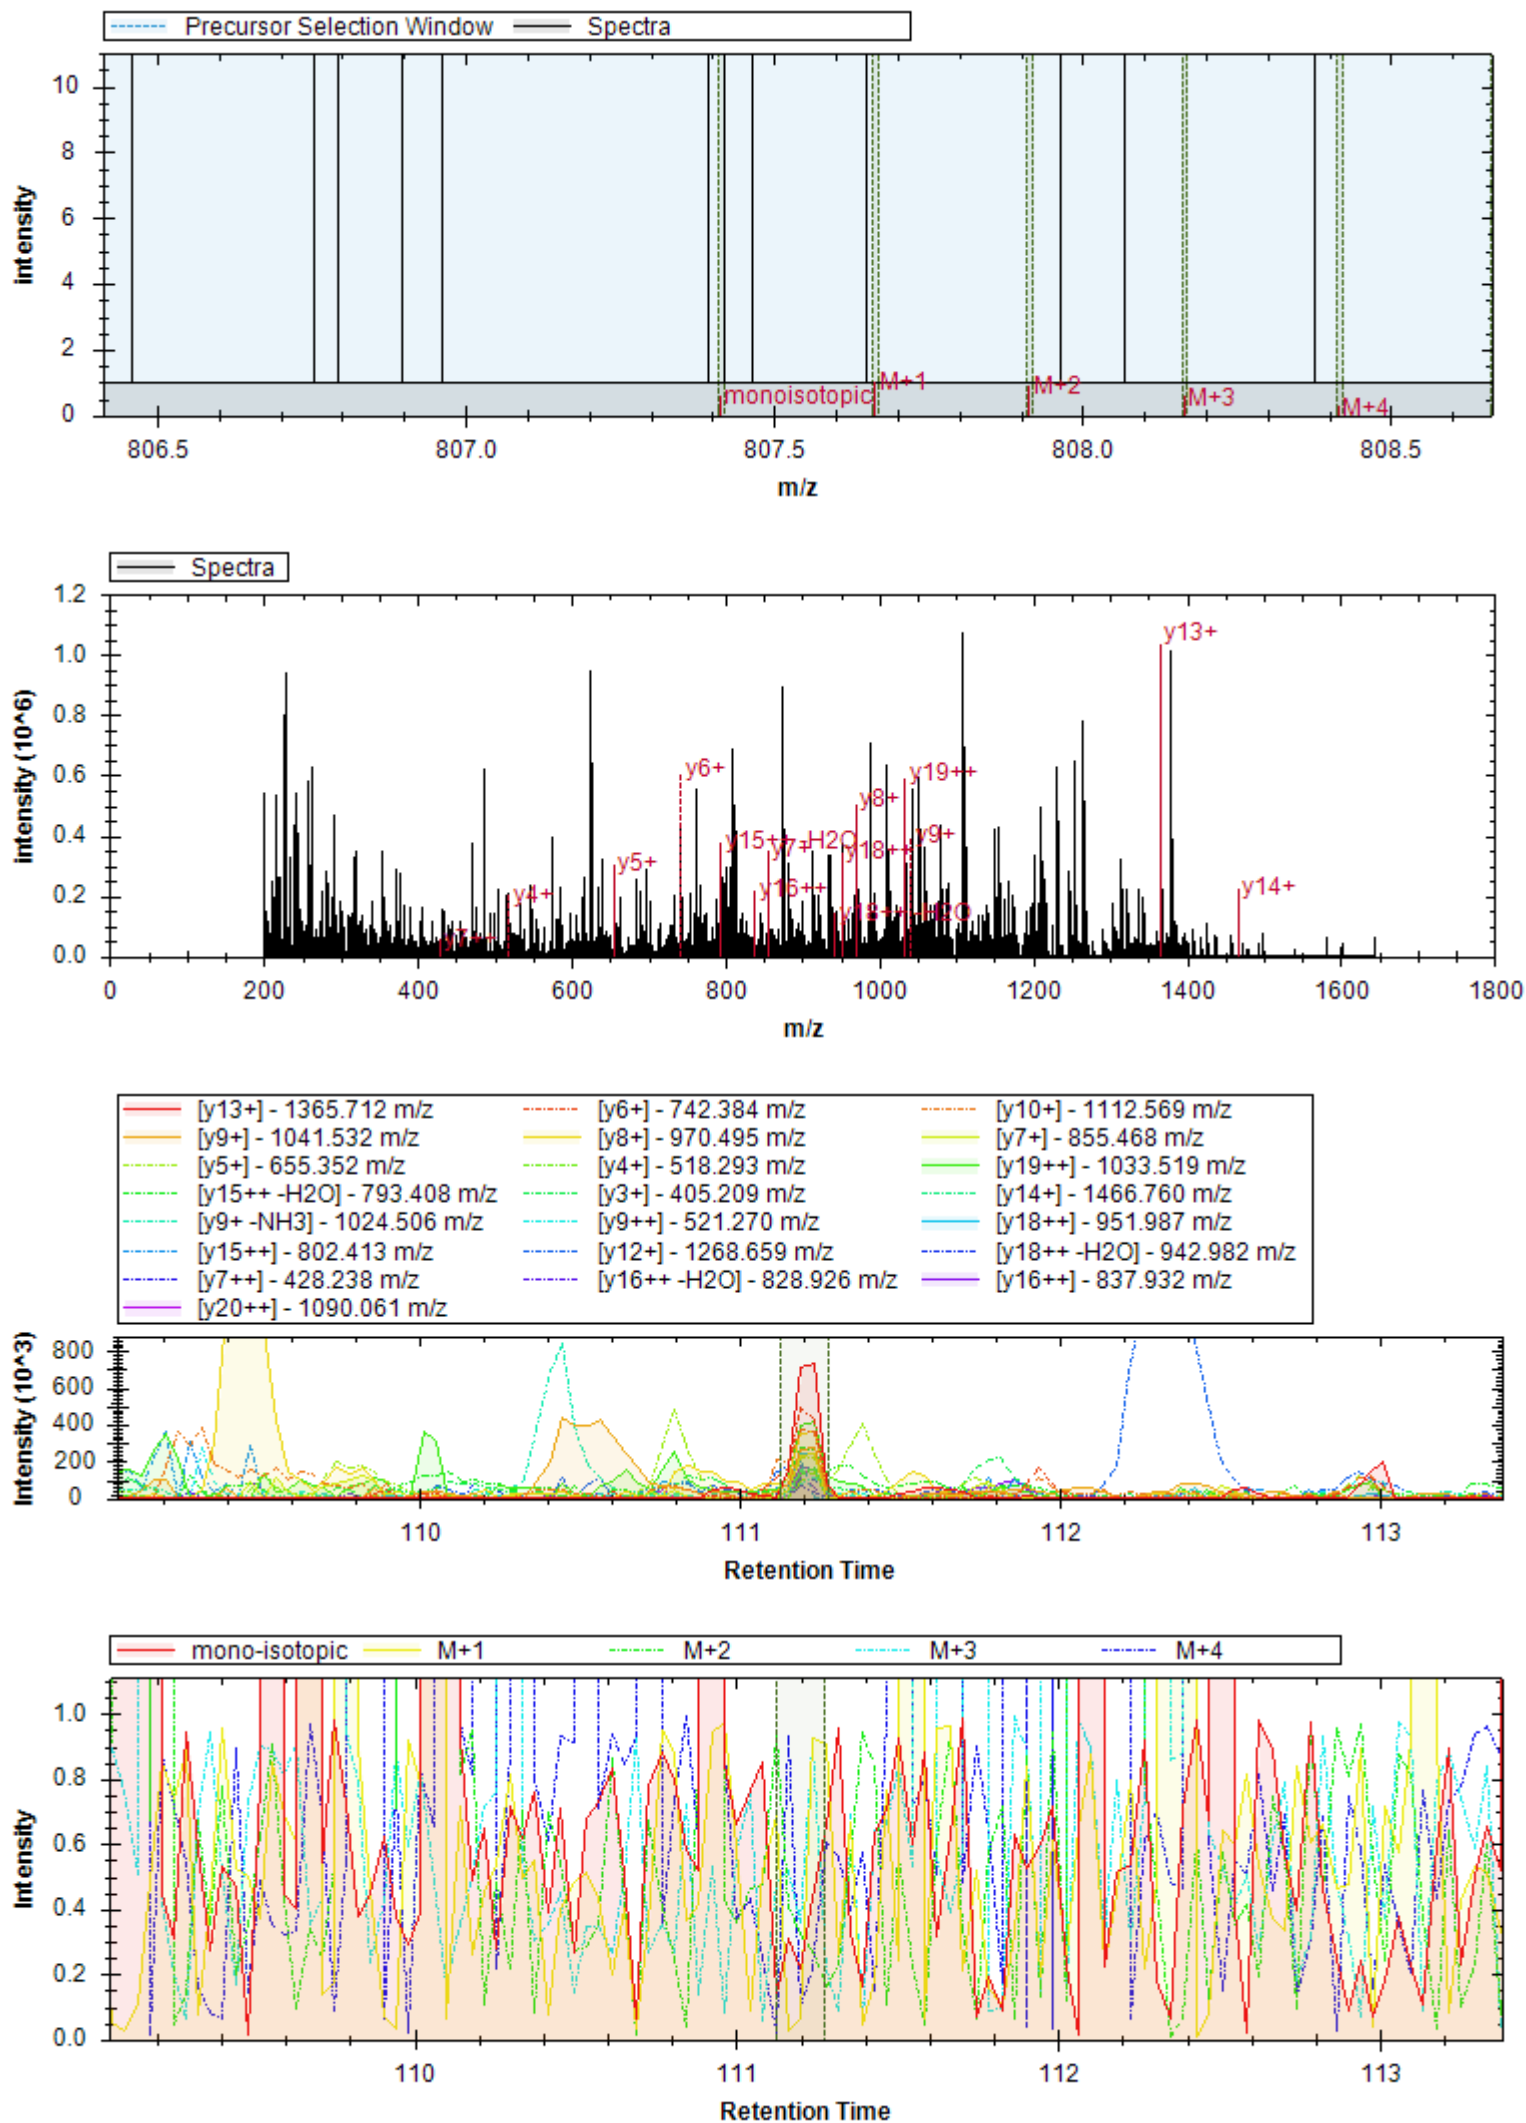 Precursor Selection Window Spectra
intensity
10
8
6
4
2
0
monoisotopic M+1 M+2 M+3 M+4
806.5 807.0 807.5 808.0 808.5
m/z
Spectra
intensity (10^6)
1.2
1.0
0.8
0.6
0.4
0.2
0.0
y13+
y6+ y19++
y8+
y15++ -H2O y7+ y18++ y9+
y5+
y4+ y16++ y14+
y18++ -H2O
y7++
0 200 400 600 800 1000 1200 1400 1600 1800
m/z
[y13+] - 1365.712 m/z [y6+] - 742.384 m/z [y10+] - 1112.569 m/z
[y9+] - 1041.532 m/z [y8+] - 970.495 m/z [y7+] - 855.468 m/z
[y5+] - 655.352 m/z [y4+] - 518.293 m/z [y19++] - 1033.519 m/z
[y15++ -H2O] - 793.408 m/z [y3+] - 405.209 m/z [y14+] - 1466.760 m/z
[y9+ -NH3] - 1024.506 m/z [y9++] - 521.270 m/z [y18++] - 951.987 m/z
[y15++] - 802.413 m/z [y12+] - 1268.659 m/z [y18++ -H2O] - 942.982 m/z
[y7++] - 428.238 m/z [y16++ -H2O] - 828.926 m/z [y16++] - 837.932 m/z
[y20++] - 1090.061 m/z
Intensity (10^3)
800
600
400
200
0
110 111 112 113
Retention Time
mono-isotopic M+1 M+2 M+3 M+4
Intensity
1.0
0.8
0.6
0.4
0.2
0.0
110 111 112 113
Retention Time